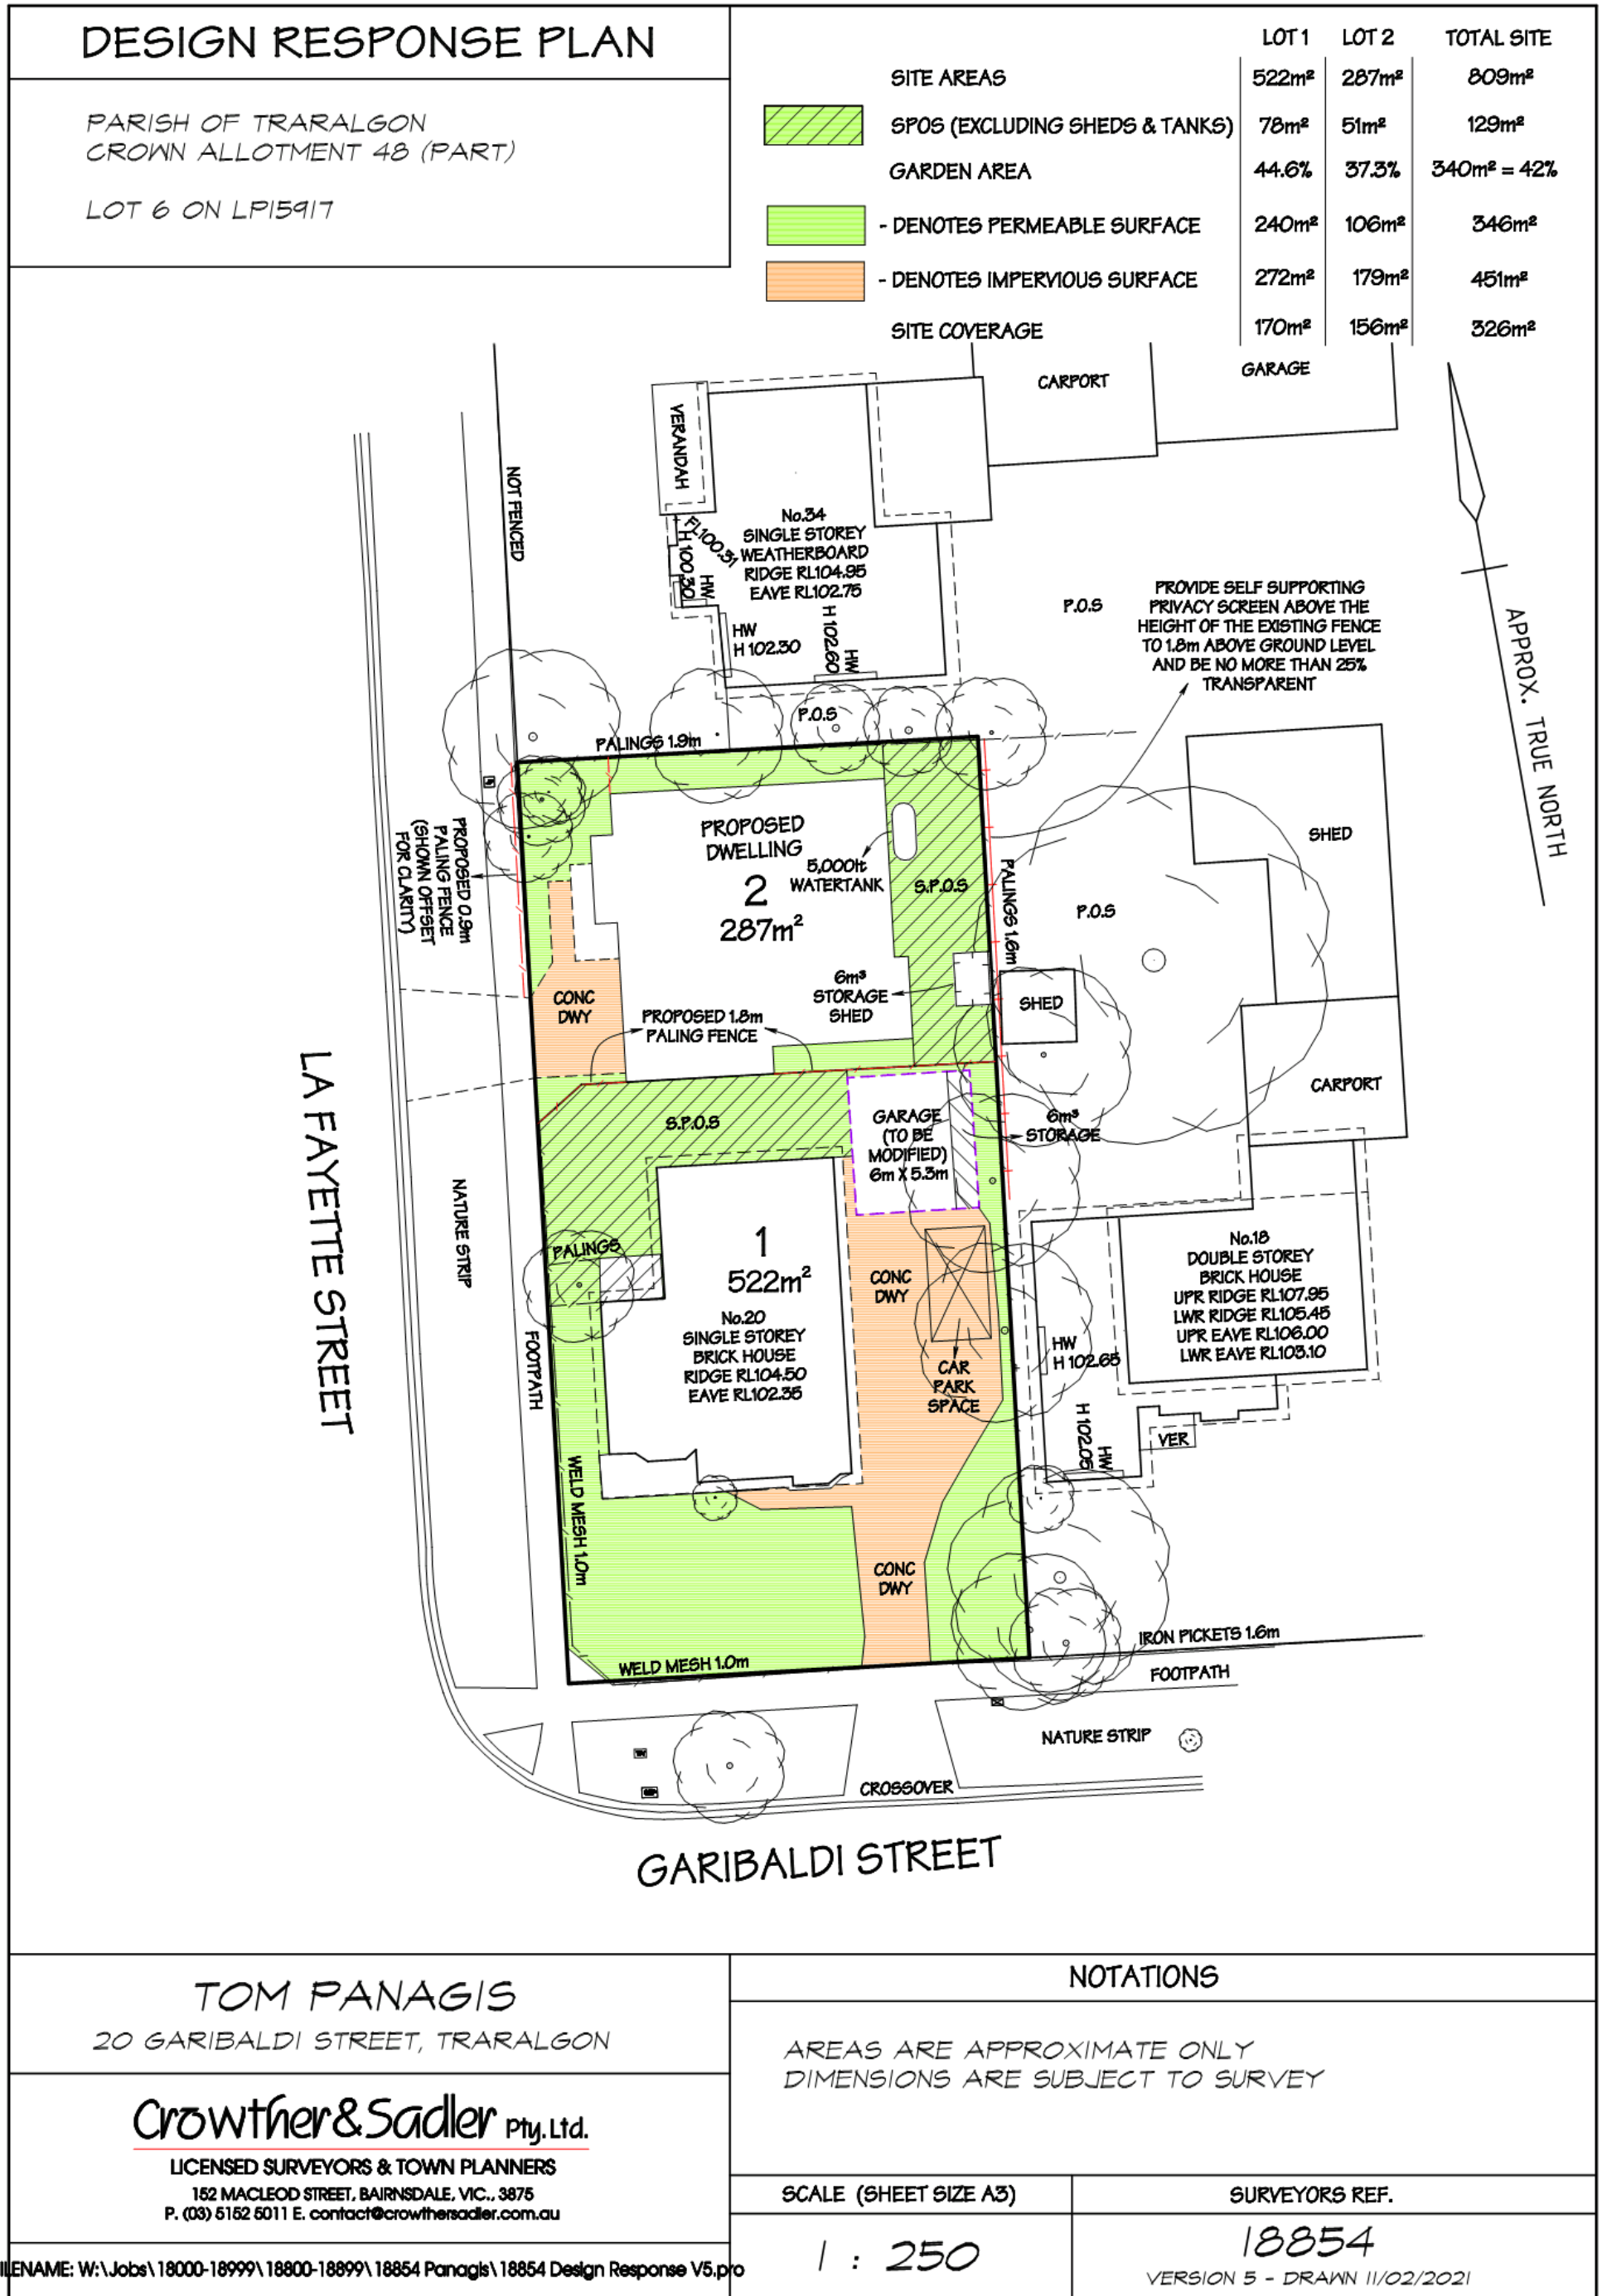 DESIGN RESPONSE PLAN
PARISH OF TRARALGON
CROWN ALLOTMENT 48 (PART)
LOT 6 ON LP15917
LOT 1 LOT 2 TOTAL SITE
SITE AREAS 522m² 287m² 809m²
SPOS (EXCLUDING SHEDS & TANKS) 78m² 51m² 129m²
GARDEN AREA 44.6% 37.3% 340m² = 42%
- DENOTES PERMEABLE SURFACE 240m² 106m² 346m²
- DENOTES IMPERVIOUS SURFACE 272m² 179m² 451m²
SITE COVERAGE 170m² 156m² 326m²
CARPORT
GARAGE
VERANDAH
NOT FENCED
No.34
SINGLE STOREY
WEATHERBOARD
RIDGE RL104.95
EAVE RL102.75
FL100.31
HW
H 100.30
HW
H 102.30
HW
H 102.60
P.O.S
P.O.S
PROVIDE SELF SUPPORTING
PRIVACY SCREEN ABOVE THE
HEIGHT OF THE EXISTING FENCE
TO 1.8m ABOVE GROUND LEVEL
AND BE NO MORE THAN 25%
TRANSPARENT
APPROX. TRUE NORTH
PALINGS 1.9m
PROPOSED 0.9m
PALING FENCE
(SHOWN OFFSET
FOR CLARITY)
PROPOSED
DWELLING
2
287m²
5,000lt
WATERTANK
S.P.O.S
PALINGS 1.6m
P.O.S
SHED
6m³
STORAGE
SHED
SHED
CONC
DWY
PROPOSED 1.8m
PALING FENCE
CARPORT
LA FAYETTE STREET
NATURE STRIP
FOOTPATH
S.P.O.S
GARAGE
(TO BE
MODIFIED)
6m X 5.3m
6m³
STORAGE
PALINGS
1
522m²
No.20
SINGLE STOREY
BRICK HOUSE
RIDGE RL104.50
EAVE RL102.35
CONC
DWY
CAR
PARK
SPACE
No.18
DOUBLE STOREY
BRICK HOUSE
UPR RIDGE RL107.95
LWR RIDGE RL105.45
UPR EAVE RL106.00
LWR EAVE RL103.10
HW
H 102.65
HW
H 102.05
VER
WELD MESH 1.0m
CONC
DWY
WELD MESH 1.0m
IRON PICKETS 1.6m
FOOTPATH
NATURE STRIP
CROSSOVER
GARIBALDI STREET
TOM PANAGIS
20 GARIBALDI STREET, TRARALGON
Crowther&Sadler Pty.Ltd.
LICENSED SURVEYORS & TOWN PLANNERS
152 MACLEOD STREET, BAIRNSDALE, VIC., 3875
P. (03) 5152 5011 E. contact@crowthersadler.com.au
ILENAME: W:\Jobs\18000-18999\18800-18899\18854 Panagis\18854 Design Response V5.pro
NOTATIONS
AREAS ARE APPROXIMATE ONLY
DIMENSIONS ARE SUBJECT TO SURVEY
SCALE (SHEET SIZE A3)
1 : 250
SURVEYORS REF.
18854
VERSION 5 - DRAWN 11/02/2021